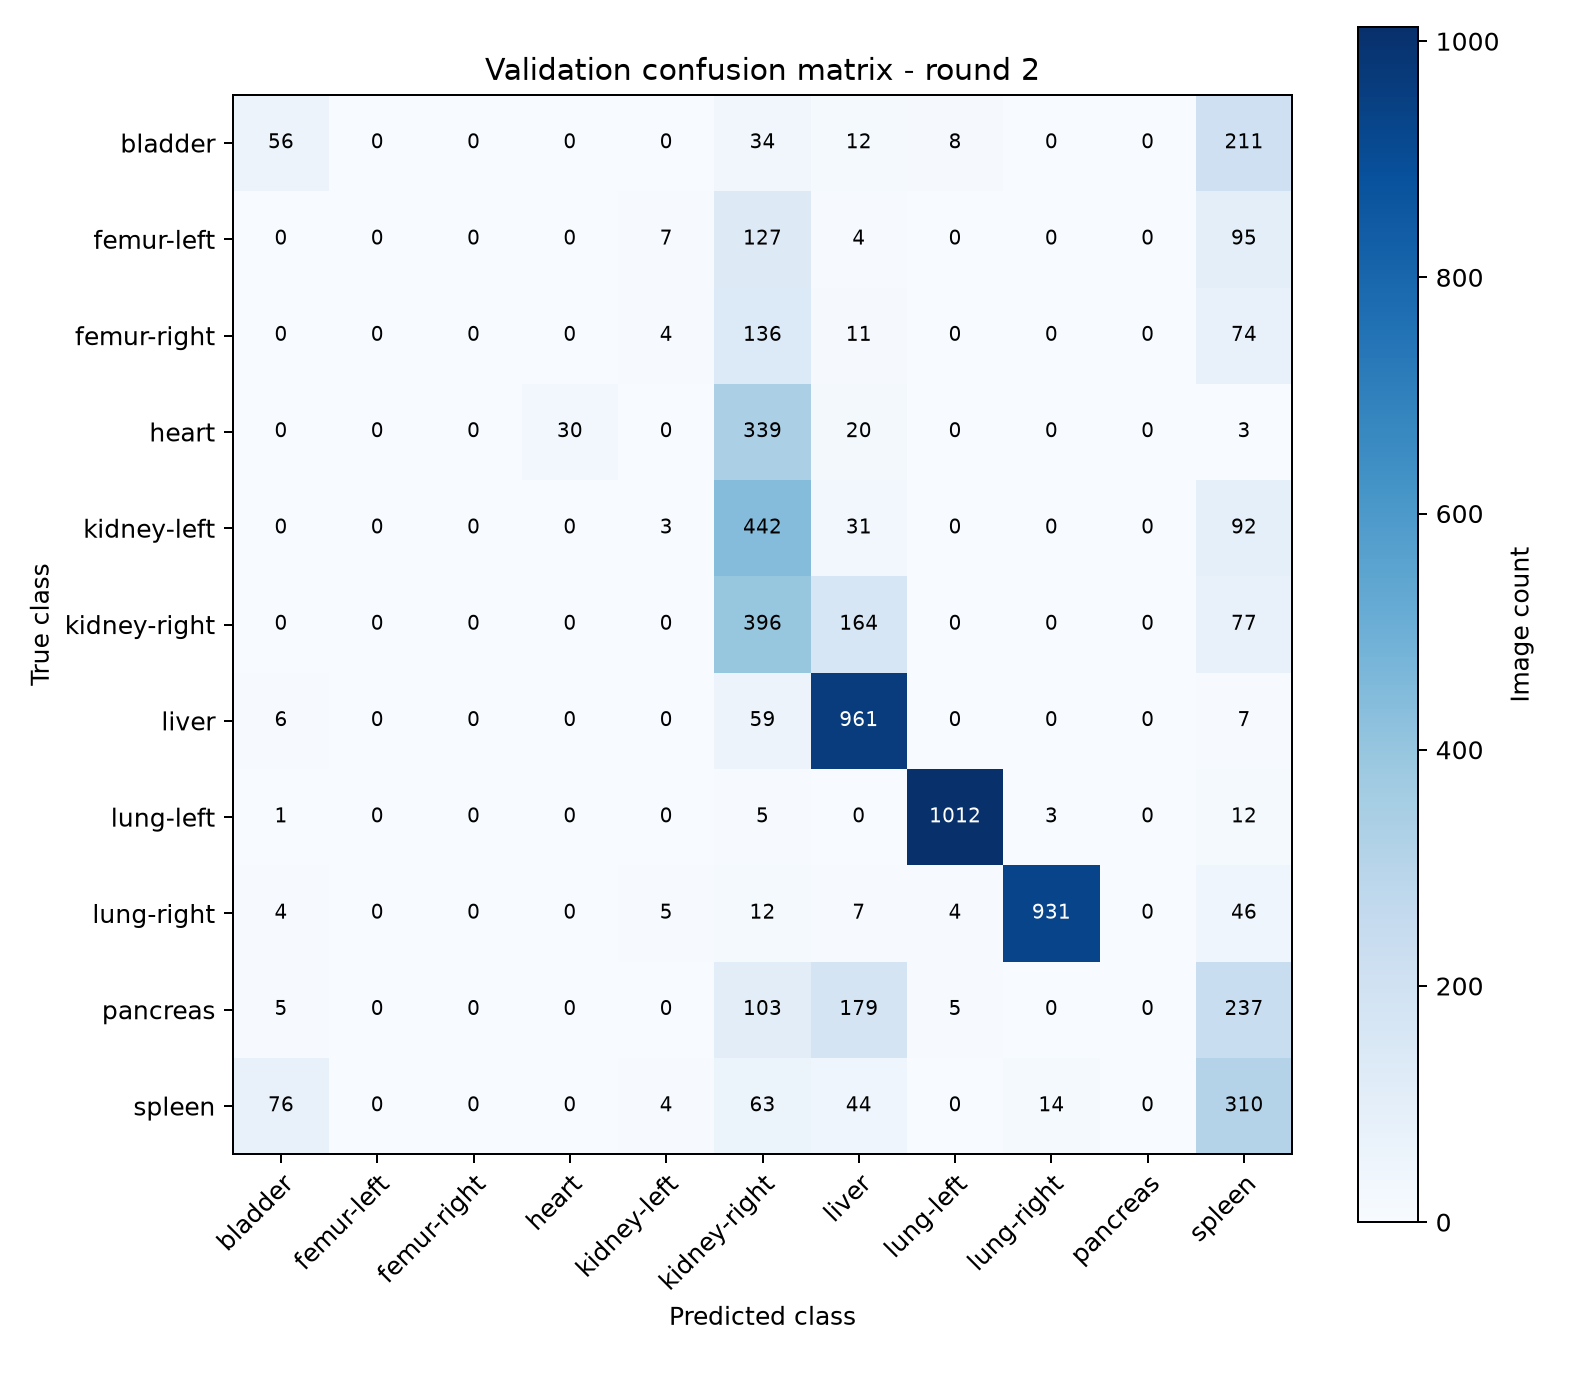 Validation confusion matrix - round 2
bladder 56 0 0 0 0 34 12 8 0 0 211
femur-left 0 0 0 0 7 127 4 0 0 0 95
femur-right 0 0 0 0 4 136 11 0 0 0 74
heart 0 0 0 30 0 339 20 0 0 0 3
kidney-left 0 0 0 0 3 442 31 0 0 0 92
kidney-right 0 0 0 0 0 396 164 0 0 0 77
liver 6 0 0 0 0 59 961 0 0 0 7
lung-left 1 0 0 0 0 5 0 1012 3 0 12
lung-right 4 0 0 0 5 12 7 4 931 0 46
pancreas 5 0 0 0 0 103 179 5 0 0 237
spleen 76 0 0 0 4 63 44 0 14 0 310
True class
bladder femur-left femur-right heart kidney-left kidney-right liver lung-left lung-right pancreas spleen
Predicted class
1000
800
600
400
200
0
Image count